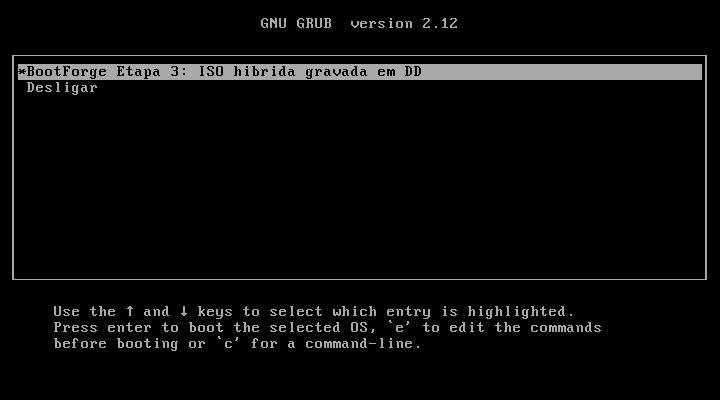 GNU GRUB  version 2.12
*BootForge Etapa 3: ISO hibrida gravada em DD
Desligar
Use the ↑ and ↓ keys to select which entry is highlighted.
Press enter to boot the selected OS, `e' to edit the commands
before booting or `c' for a command-line.